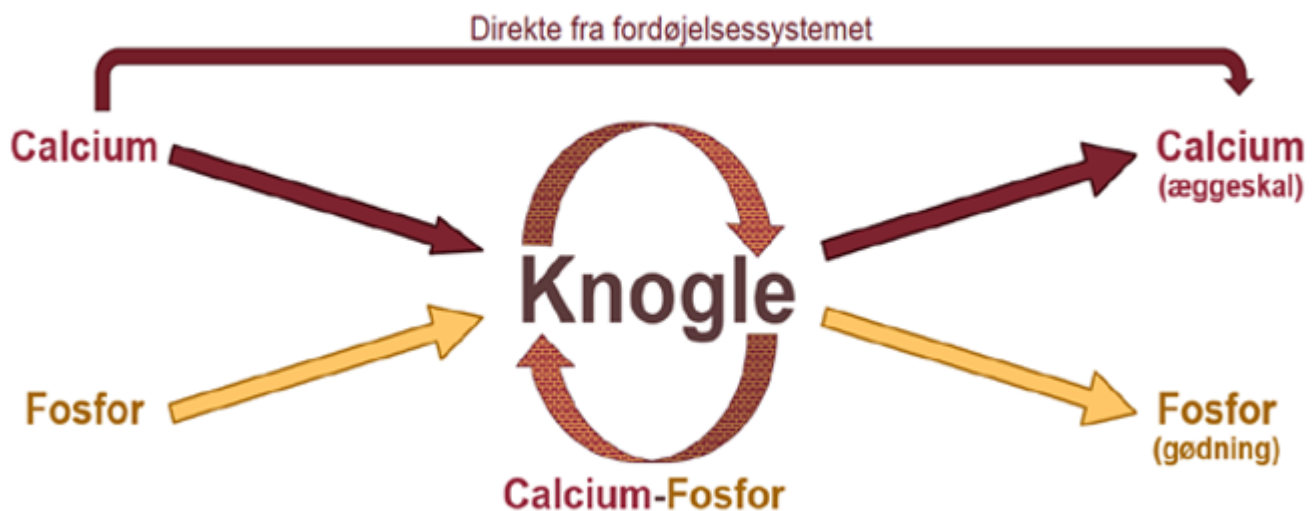 Direkte fra fordøjelsessystemet
Calcium
Calcium
(æggeskal)
Knogle
Fosfor
Fosfor
(gødning)
Calcium-Fosfor